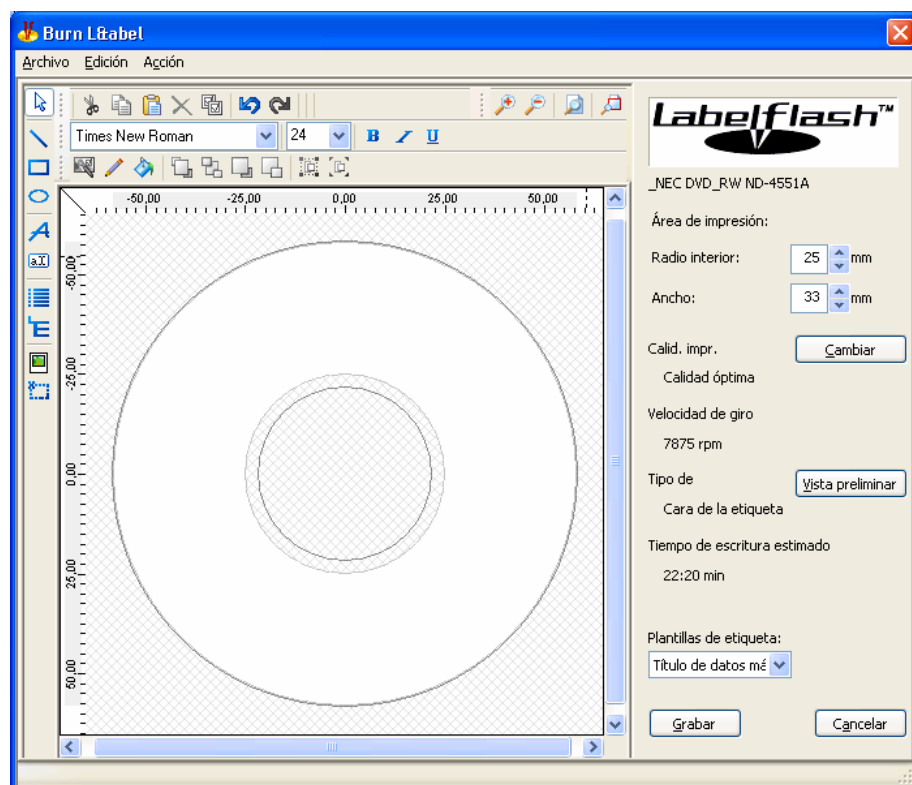 Burn L&abel
Archivo Edición Acción
Times New Roman 24 B I U
Labelflash™
_NEC DVD_RW ND-4551A
-50,00 -25,00 0,00 25,00 50,00
-50,00
-25,00
0,00
25,00
50,00
Área de impresión:
Radio interior: 25 mm
Ancho: 33 mm
Calid. impr. Cambiar
Calidad óptima
Velocidad de giro
7875 rpm
Tipo de Vista preliminar
Cara de la etiqueta
Tiempo de escritura estimado
22:20 min
Plantillas de etiqueta:
Título de datos má
Grabar Cancelar